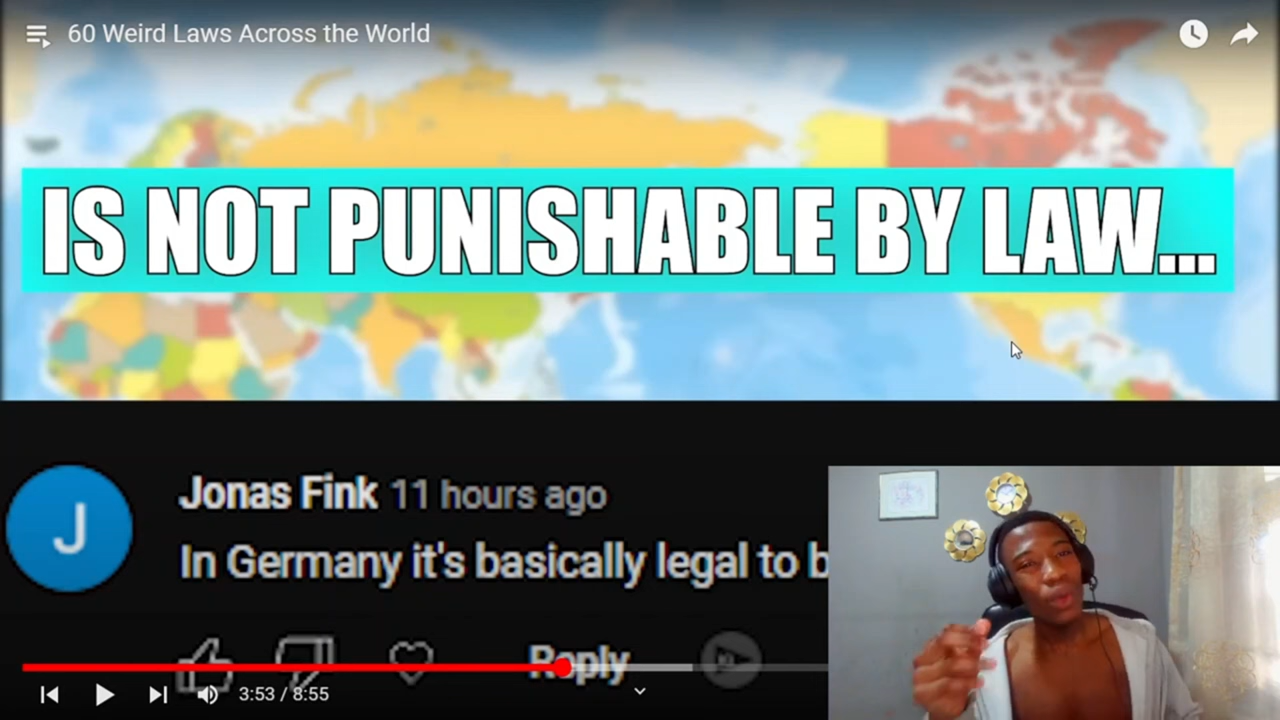 60 Weird Laws Across the World
IS NOT PUNISHABLE BY LAW...
J
Jonas Fink 11 hours ago
In Germany it's basically legal to b
Reply
3:53 / 8:55